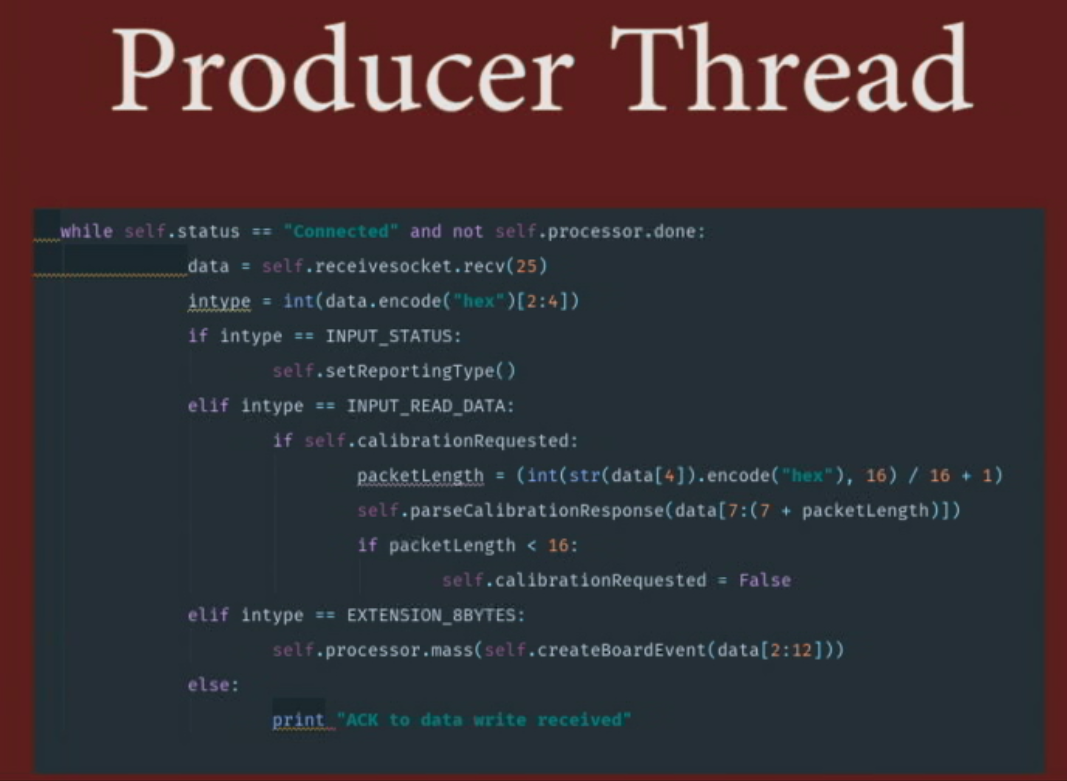 Producer Thread
while self.status == "Connected" and not self.processor.done:
data = self.receivesocket.recv(25)
intype = int(data.encode("hex")[2:4])
if intype == INPUT_STATUS:
self.setReportingType()
elif intype == INPUT_READ_DATA:
if self.calibrationRequested:
packetLength = (int(str(data[4]).encode("hex"), 16) / 16 + 1)
self.parseCalibrationResponse(data[7:(7 + packetLength)])
if packetLength < 16:
self.calibrationRequested = False
elif intype == EXTENSION_8BYTES:
self.processor.mass(self.createBoardEvent(data[2:12]))
else:
print "ACK to data write received"